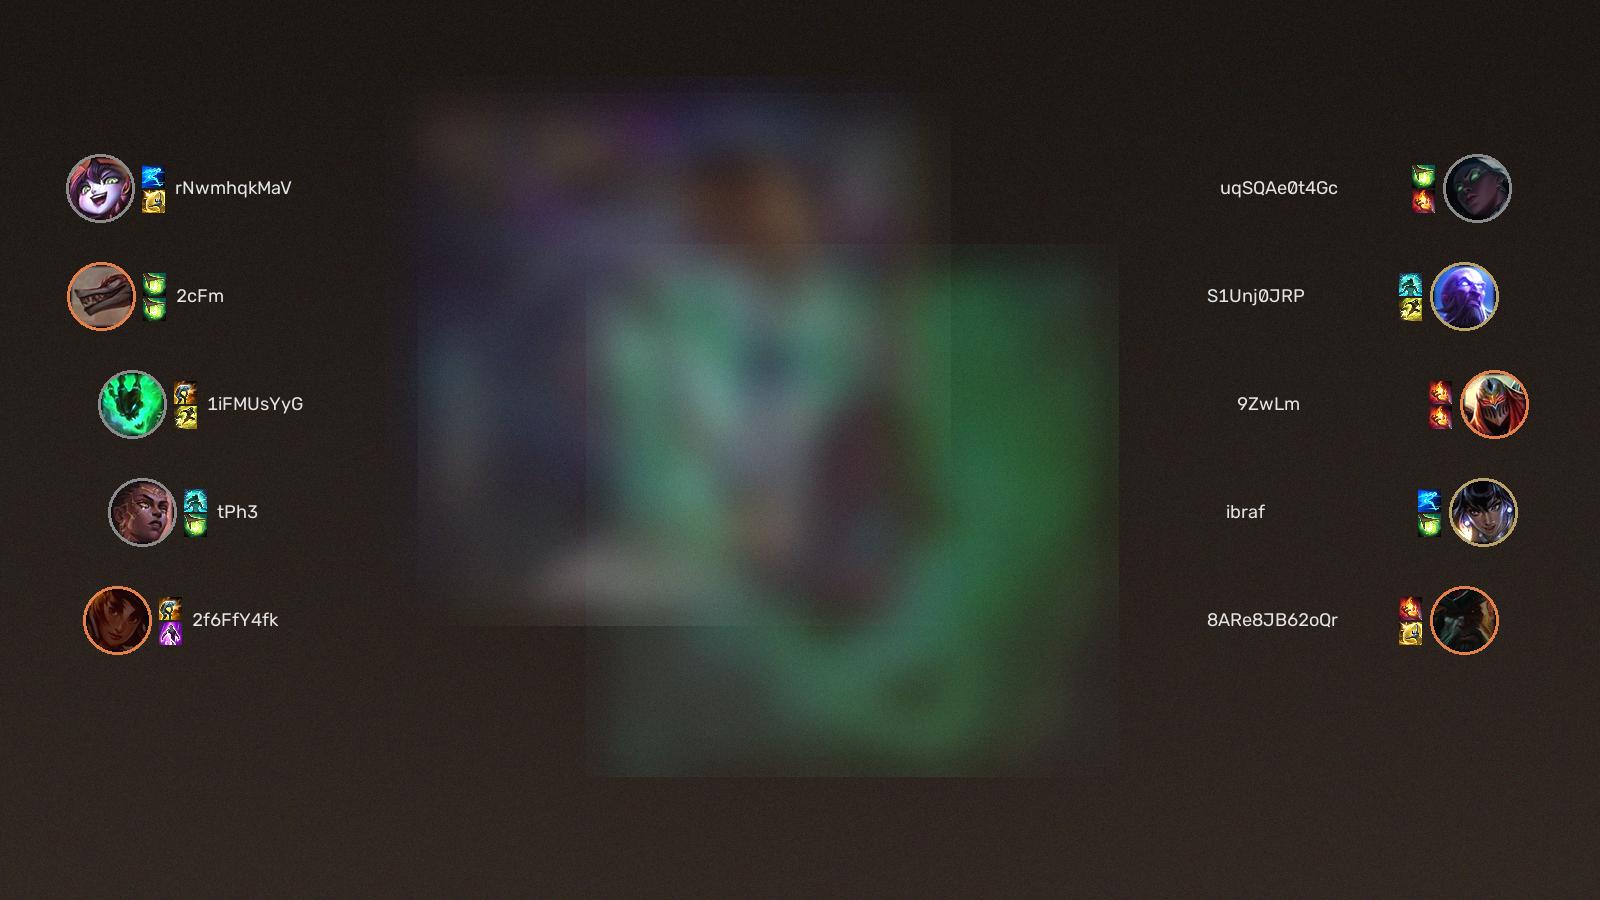 rNwmhqkMaV
2cFm
1iFMUsYyG
tPh3
2f6FfY4fk
uqSQAe0t4Gc
S1Unj0JRP
9ZwLm
ibraf
8ARe8JB62oQr